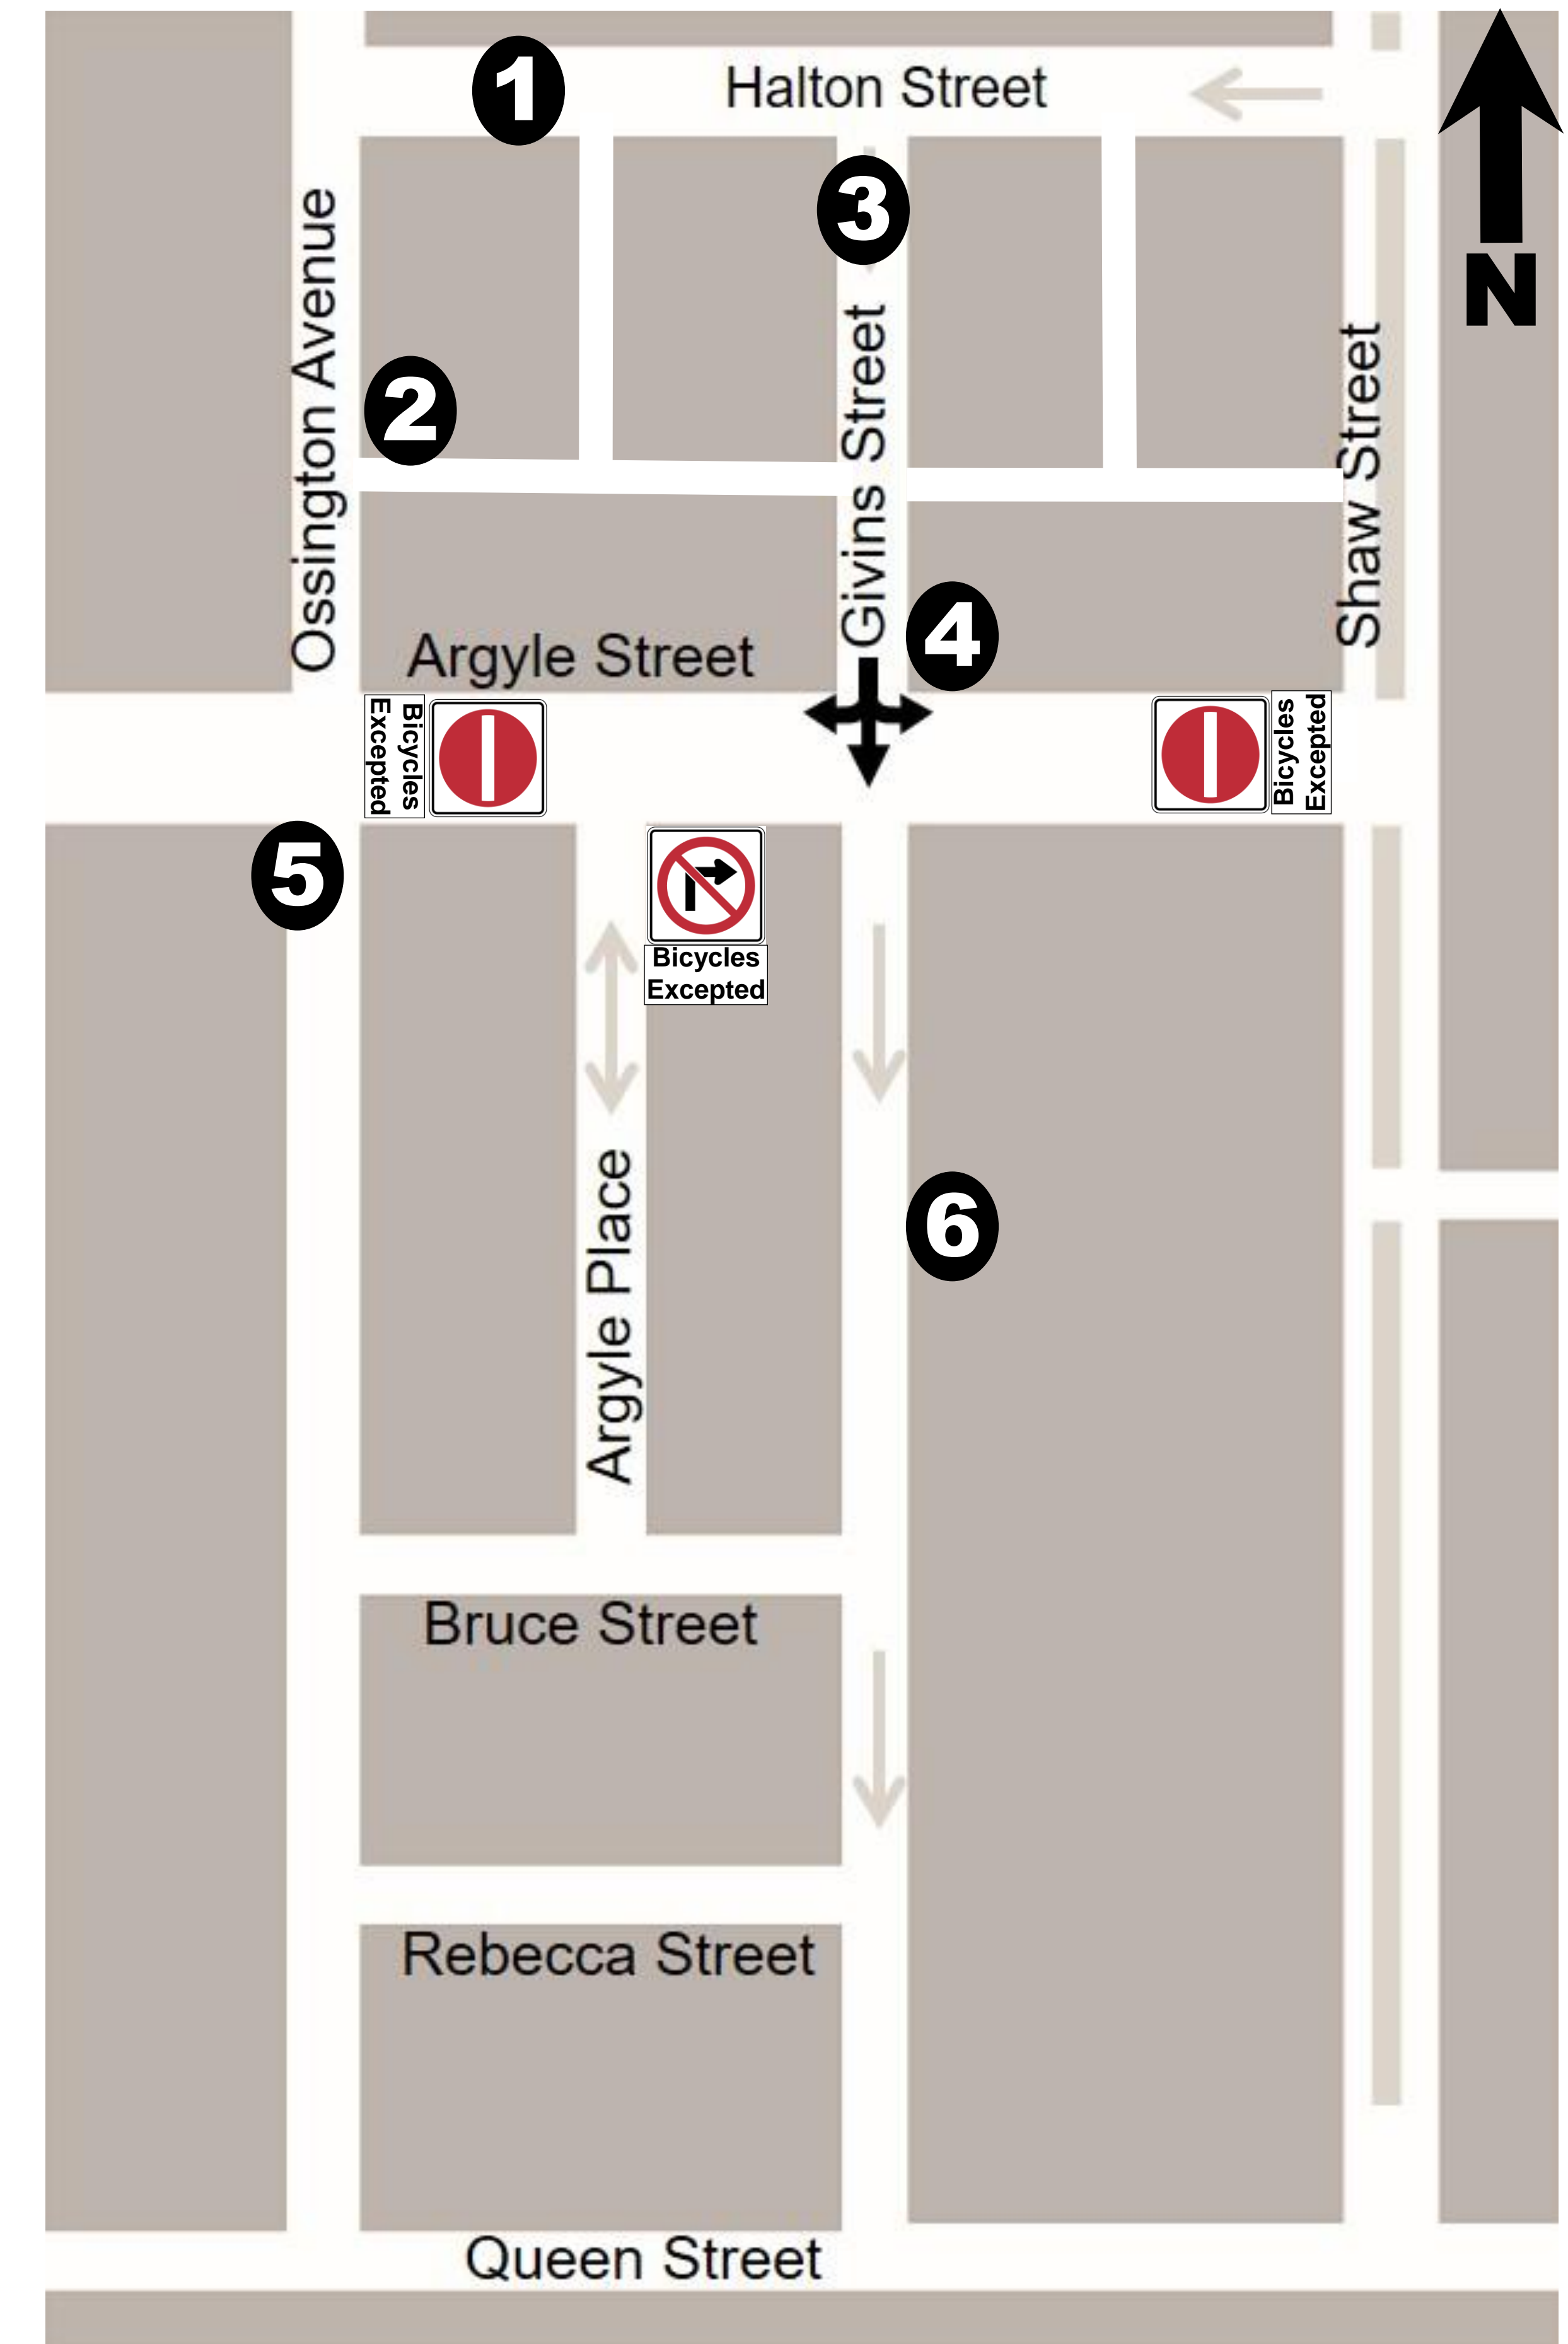 1
Halton Street
N
3
Ossington Avenue
Givins Street
Shaw Street
2
4
Argyle Street
Bicycles
Excepted
Bicycles
Excepted
5
Bicycles
Excepted
6
Argyle Place
Bruce Street
Rebecca Street
Queen Street